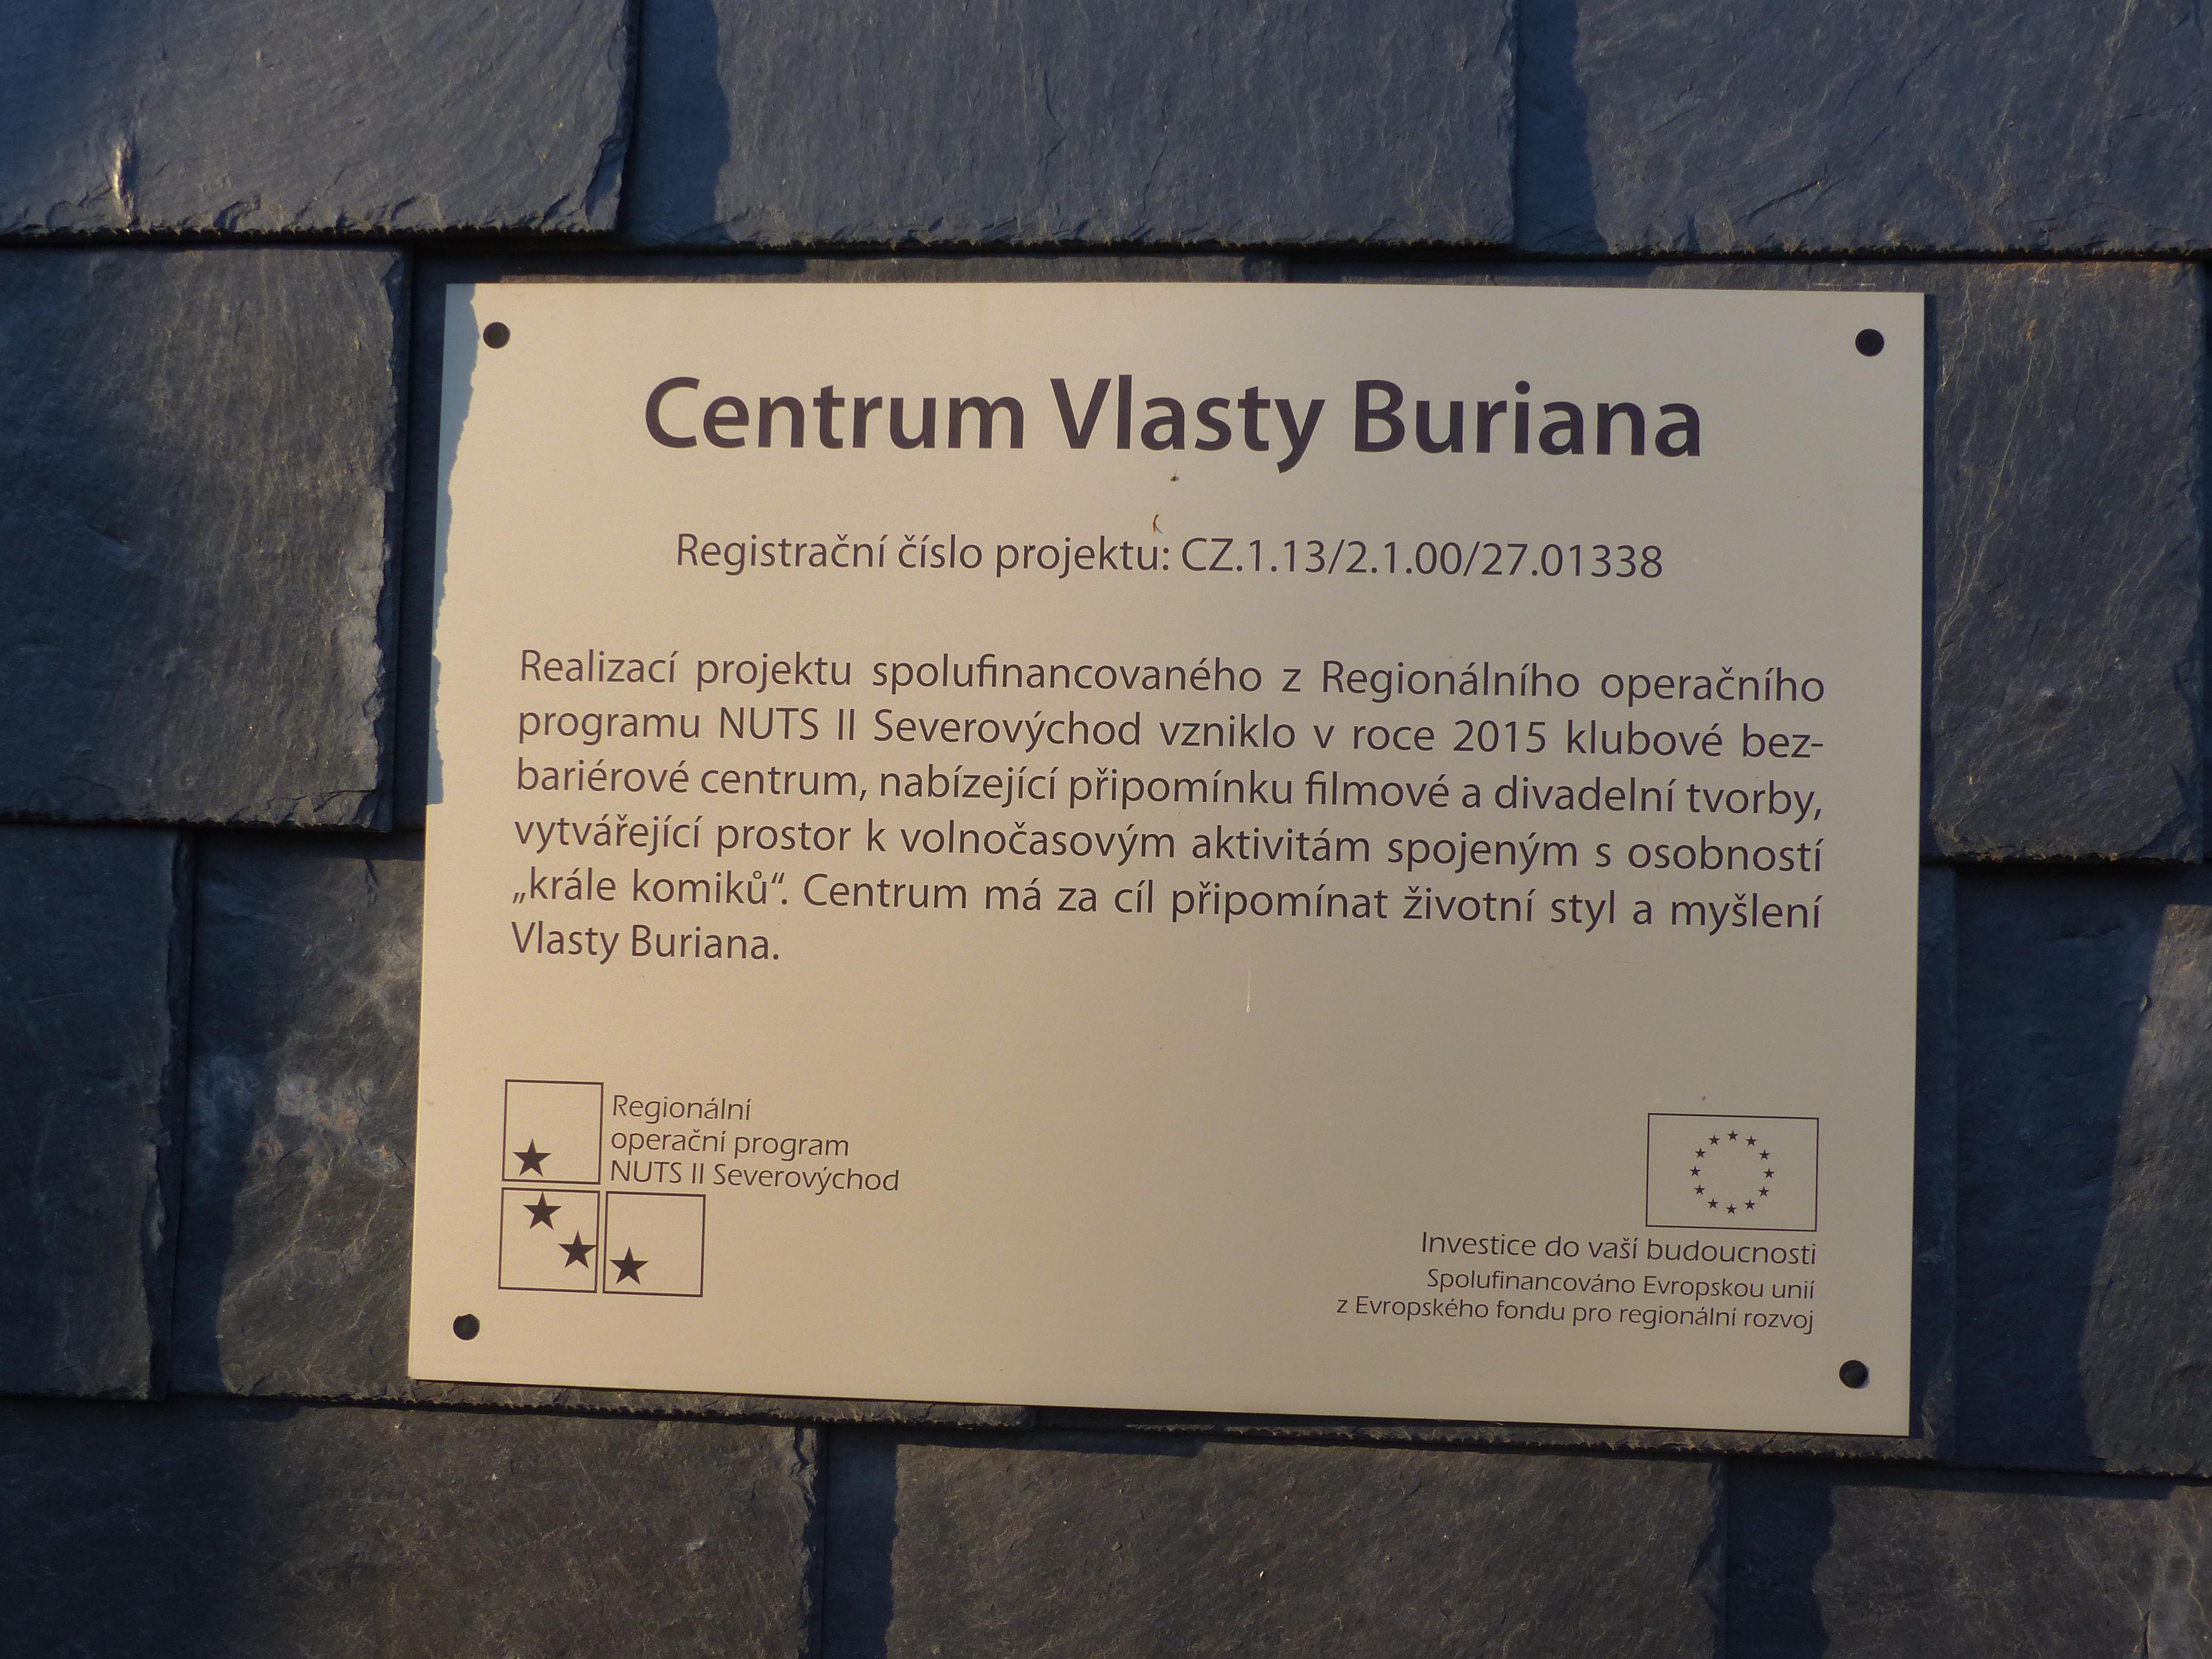 Centrum Vlasty Buriana
Registrační číslo projektu: CZ.1.13/2.1.00/27.01338
Realizací projektu spolufinancovaného z Regionálního operačního
programu NUTS II Severovýchod vzniklo v roce 2015 klubové bez-
bariérové centrum, nabízející připomínku filmové a divadelní tvorby,
vytvářející prostor k volnočasovým aktivitám spojeným s osobností
„krále komiků“. Centrum má za cíl připomínat životní styl a myšlení
Vlasty Buriana.
Regionální
operační program
NUTS II Severovýchod
Investice do vaší budoucnosti
Spolufinancováno Evropskou unií
z Evropského fondu pro regionální rozvoj